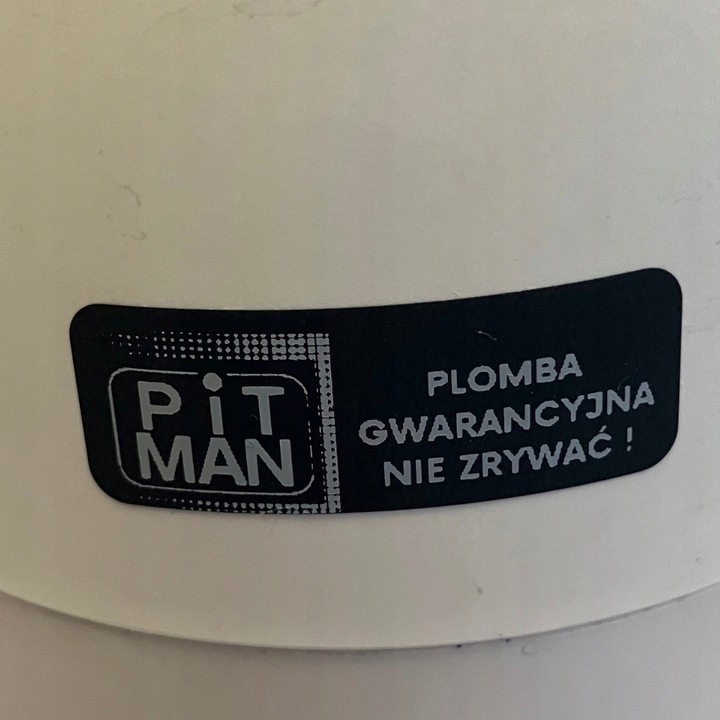 PiT
MAN
PLOMBA
GWARANCYJNA
NIE ZRYWAĆ !